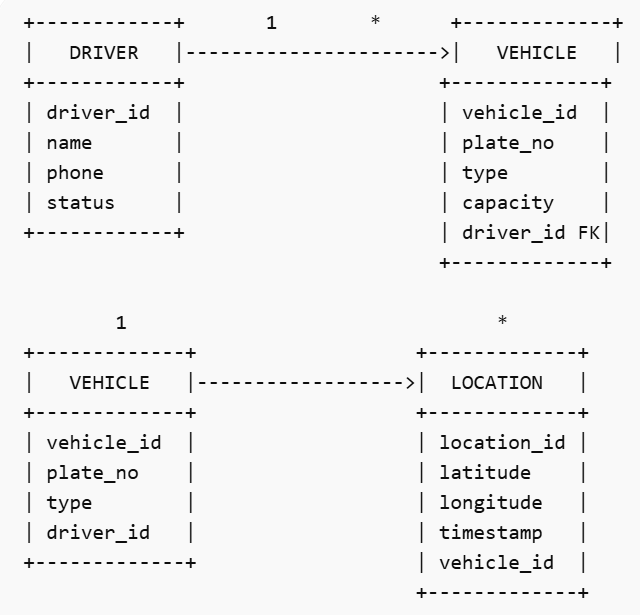 +------------+       1        *      +-------------+
|   DRIVER   |---------------------->|   VEHICLE   |
+------------+                      +-------------+
| driver_id  |                      | vehicle_id  |
| name       |                      | plate_no    |
| phone      |                      | type        |
| status     |                      | capacity    |
+------------+                      | driver_id FK|
                                    +-------------+
        1                                *
+-------------+                   +-------------+
|   VEHICLE   |------------------>|  LOCATION   |
+-------------+                   +-------------+
| vehicle_id  |                   | location_id |
| plate_no    |                   | latitude    |
| type        |                   | longitude   |
| driver_id   |                   | timestamp   |
+-------------+                   | vehicle_id  |
                                  +-------------+